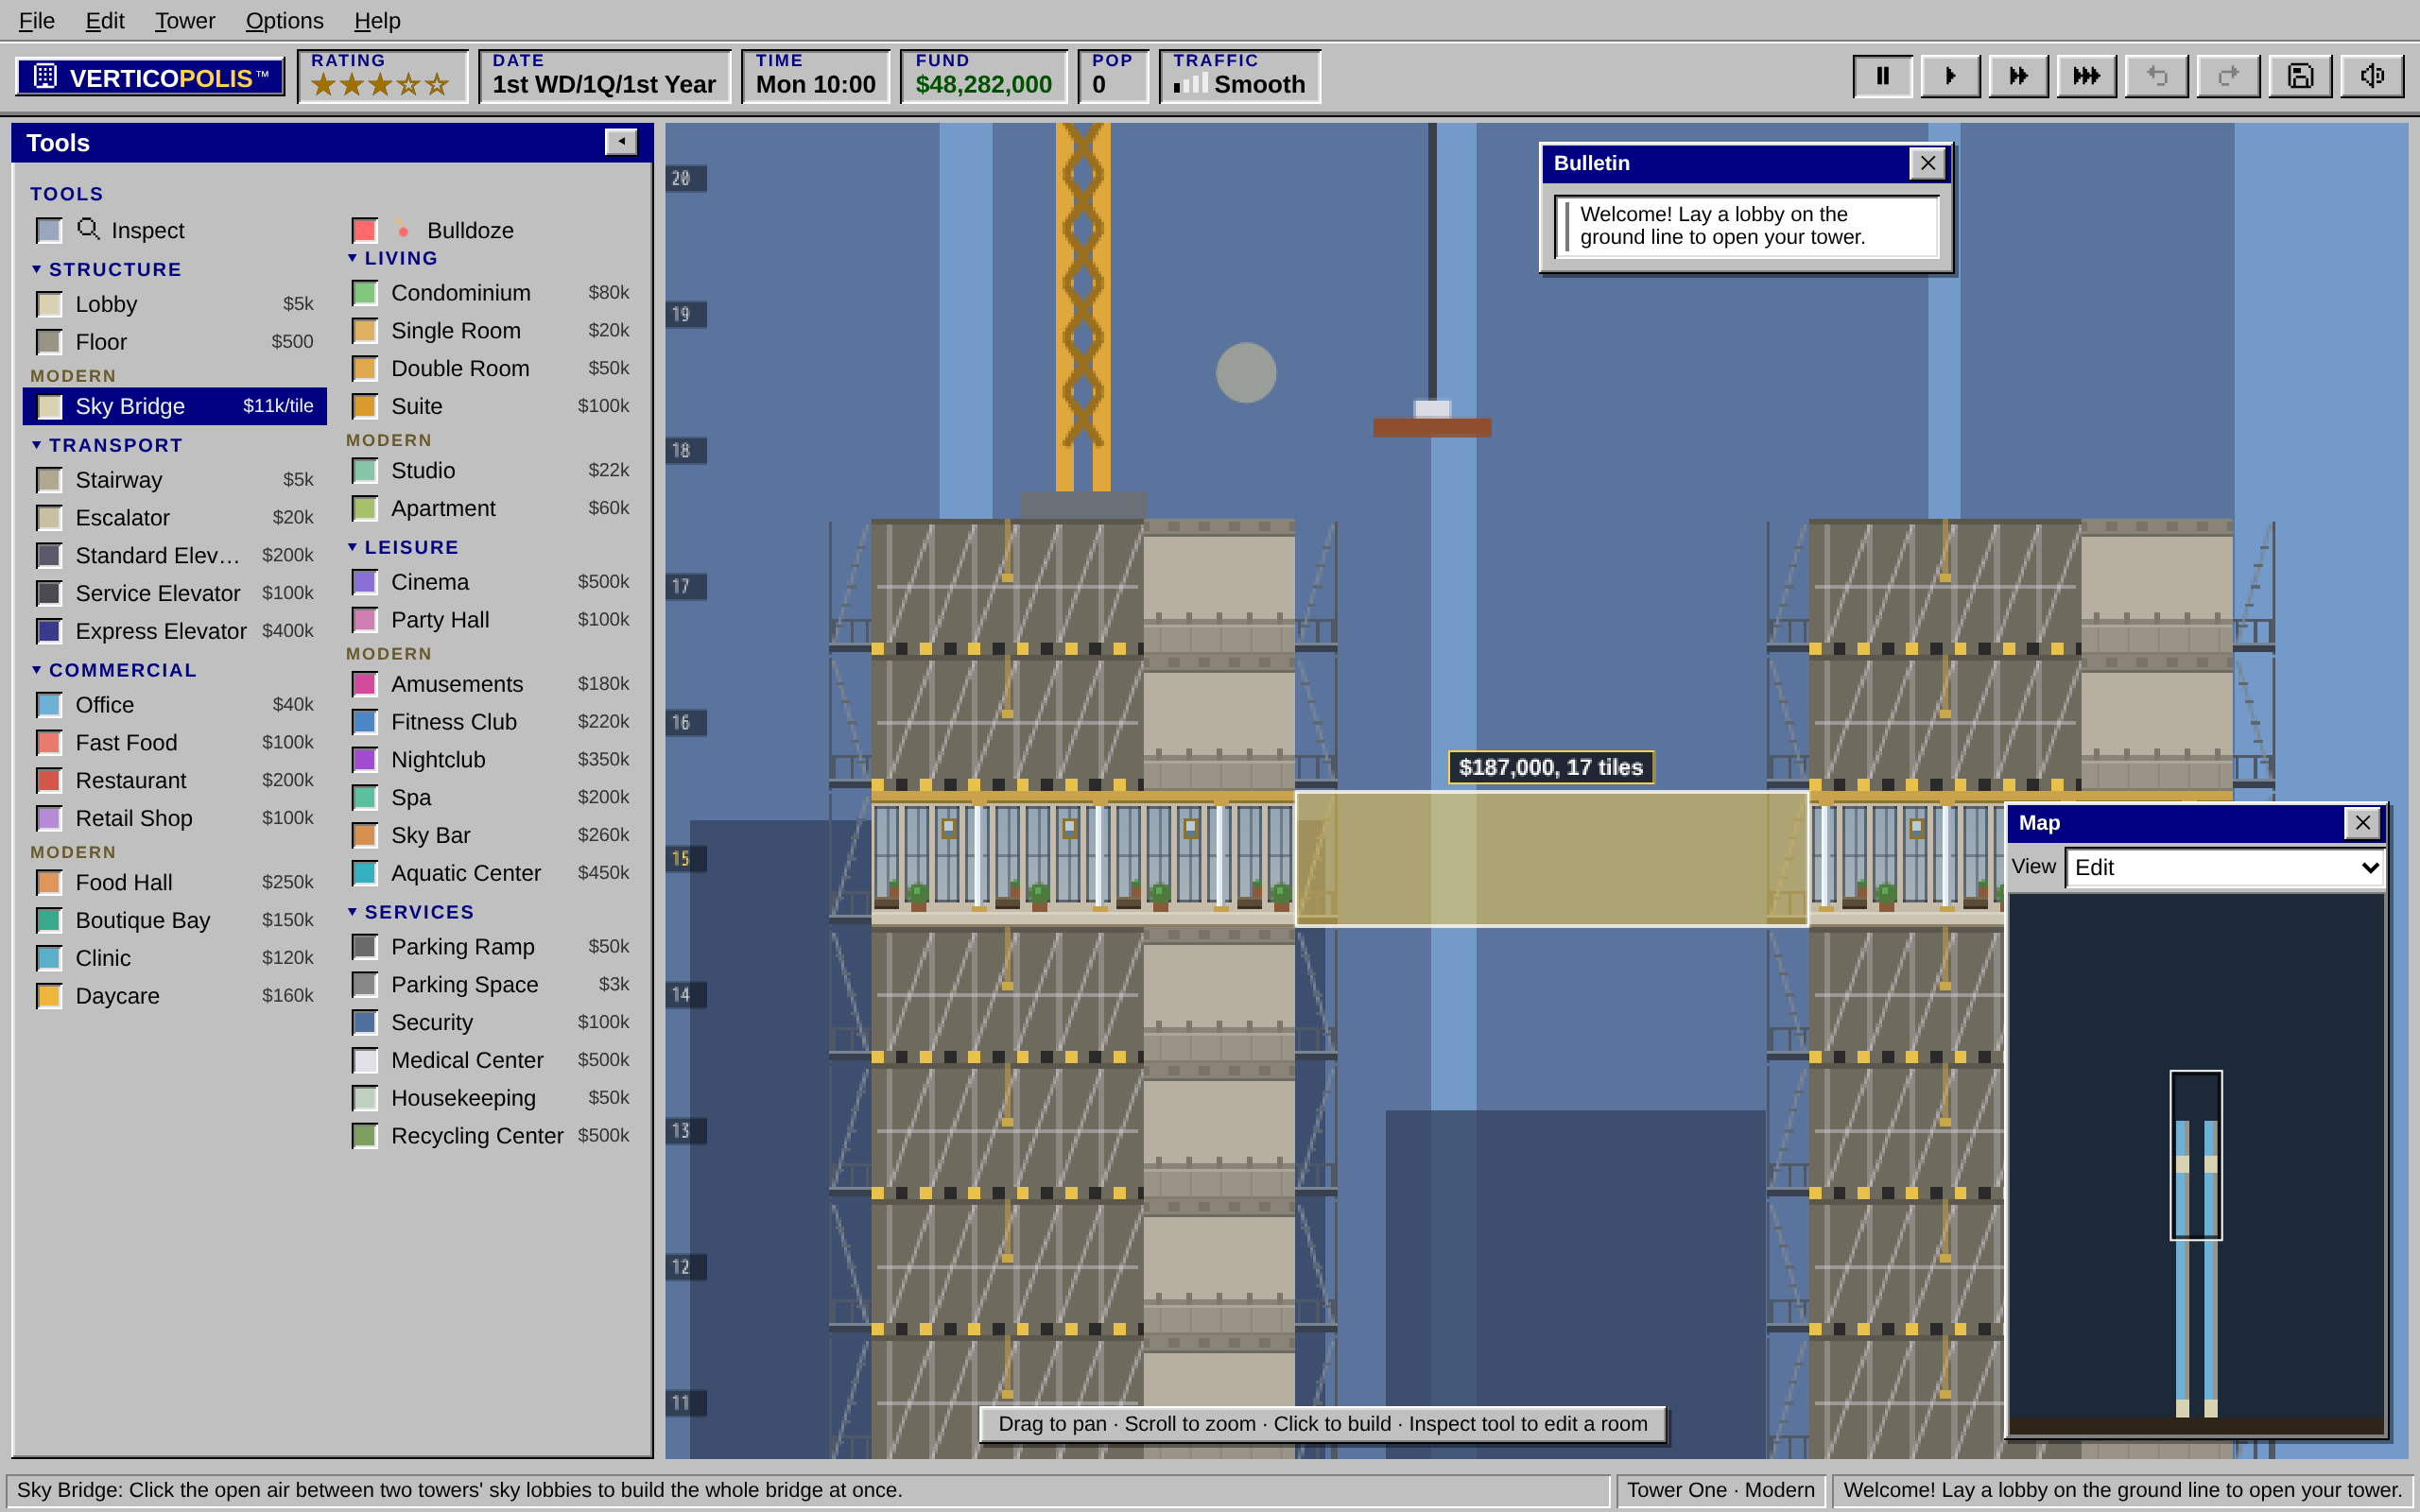 File Edit Tower Options Help
VERTICOPOLIS™
RATING
DATE
1st WD/1Q/1st Year
TIME
Mon 10:00
FUND
$48,282,000
POP
0
TRAFFIC
Smooth
Tools
TOOLS
Inspect
Bulldoze
STRUCTURE
Lobby $5k
Floor $500
MODERN
Sky Bridge $11k/tile
TRANSPORT
Stairway $5k
Escalator $20k
Standard Elev… $200k
Service Elevator $100k
Express Elevator $400k
COMMERCIAL
Office $40k
Fast Food $100k
Restaurant $200k
Retail Shop $100k
MODERN
Food Hall $250k
Boutique Bay $150k
Clinic $120k
Daycare $160k
LIVING
Condominium $80k
Single Room $20k
Double Room $50k
Suite $100k
MODERN
Studio $22k
Apartment $60k
LEISURE
Cinema $500k
Party Hall $100k
MODERN
Amusements $180k
Fitness Club $220k
Nightclub $350k
Spa $200k
Sky Bar $260k
Aquatic Center $450k
SERVICES
Parking Ramp $50k
Parking Space $3k
Security $100k
Medical Center $500k
Housekeeping $50k
Recycling Center $500k
20
19
18
17
16
15
14
13
12
11
Bulletin
Welcome! Lay a lobby on the
ground line to open your tower.
$187,000, 17 tiles
Map
View Edit
Drag to pan · Scroll to zoom · Click to build · Inspect tool to edit a room
Sky Bridge: Click the open air between two towers' sky lobbies to build the whole bridge at once.
Tower One · Modern
Welcome! Lay a lobby on the ground line to open your tower.